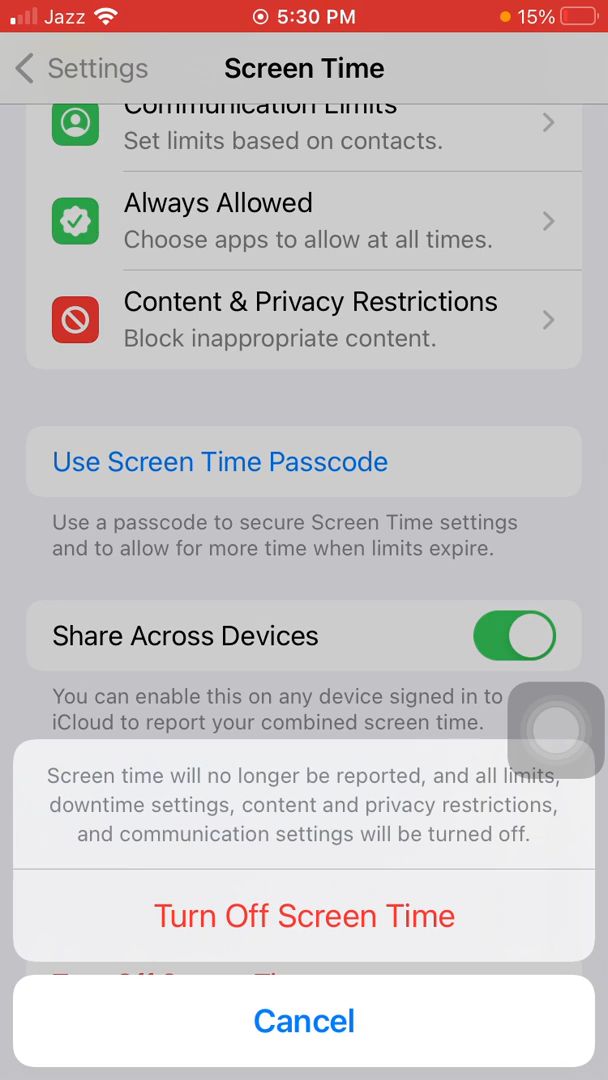 Jazz 5:30 PM 15%
Settings Screen Time
Communication Limits
Set limits based on contacts.
Always Allowed
Choose apps to allow at all times.
Content & Privacy Restrictions
Block inappropriate content.
Use Screen Time Passcode
Use a passcode to secure Screen Time settings
and to allow for more time when limits expire.
Share Across Devices
You can enable this on any device signed in to
iCloud to report your combined screen time.
Screen time will no longer be reported, and all limits,
downtime settings, content and privacy restrictions,
and communication settings will be turned off.
Turn Off Screen Time
Cancel